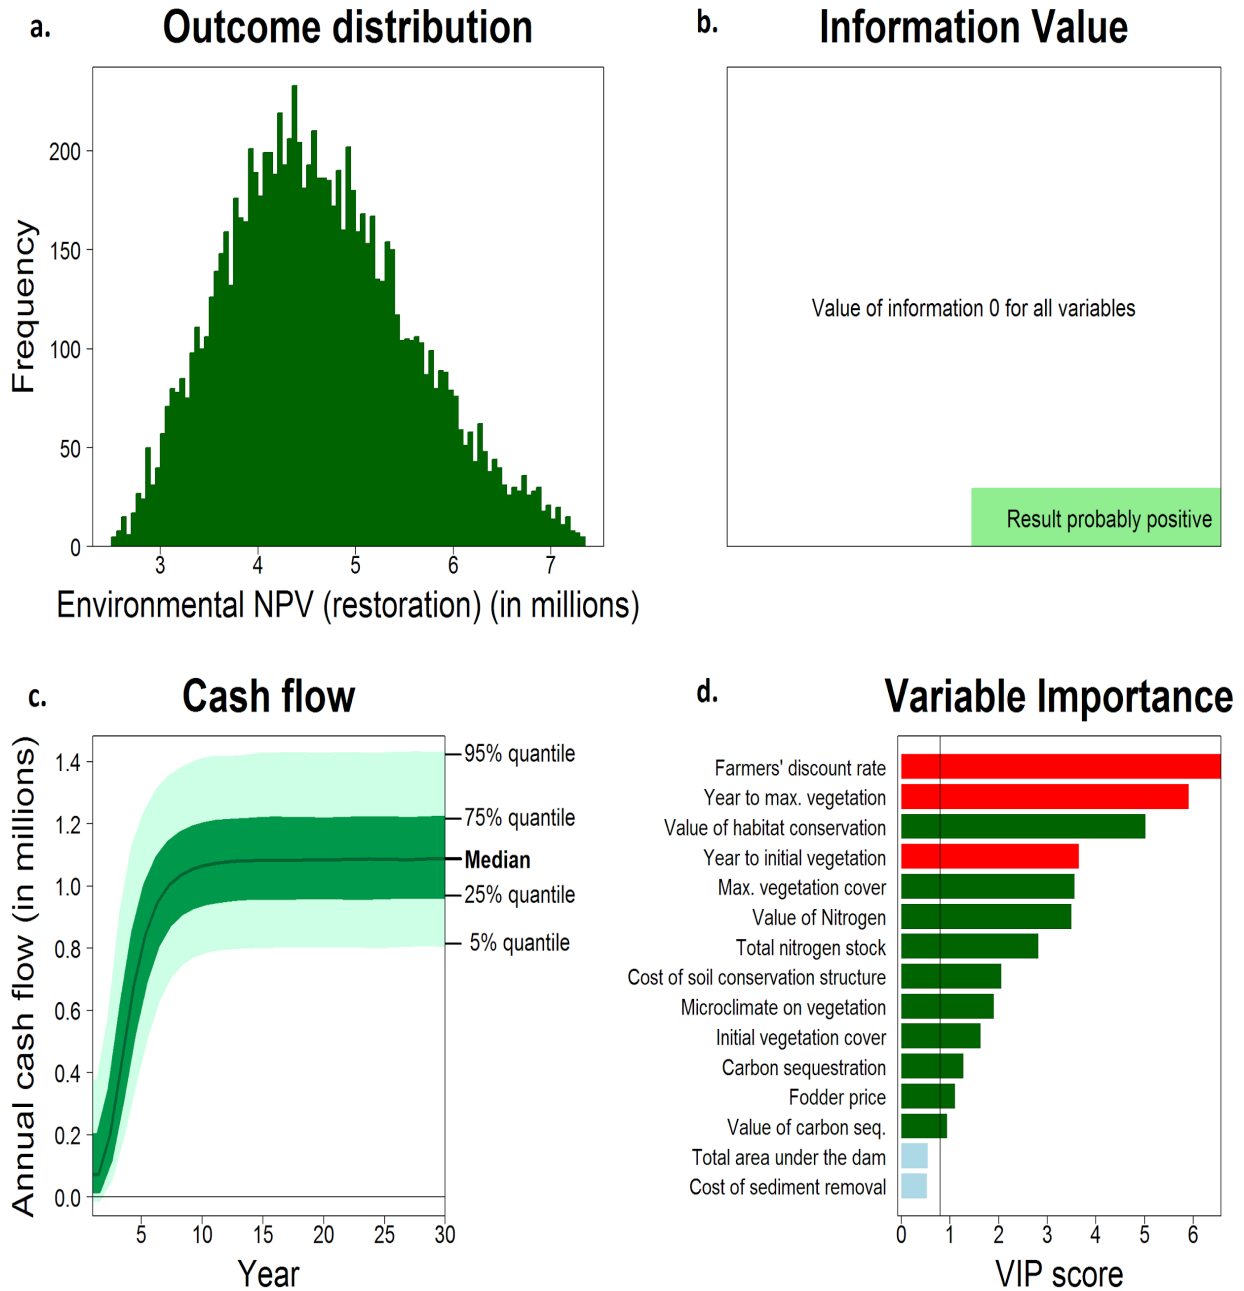 a.
Outcome distribution
Frequency
200
150
100
50
0
3 4 5 6 7
Environmental NPV (restoration) (in millions)
b.
Information Value
Value of information 0 for all variables
Result probably positive
c.
Cash flow
Annual cash flow (in millions)
1.4
1.2
1.0
0.8
0.6
0.4
0.2
0.0
95% quantile
75% quantile
Median
25% quantile
5% quantile
5 10 15 20 25 30
Year
d.
Variable Importance
Farmers' discount rate
Year to max. vegetation
Value of habitat conservation
Year to initial vegetation
Max. vegetation cover
Value of Nitrogen
Total nitrogen stock
Cost of soil conservation structure
Microclimate on vegetation
Initial vegetation cover
Carbon sequestration
Fodder price
Value of carbon seq.
Total area under the dam
Cost of sediment removal
0 1 2 3 4 5 6
VIP score